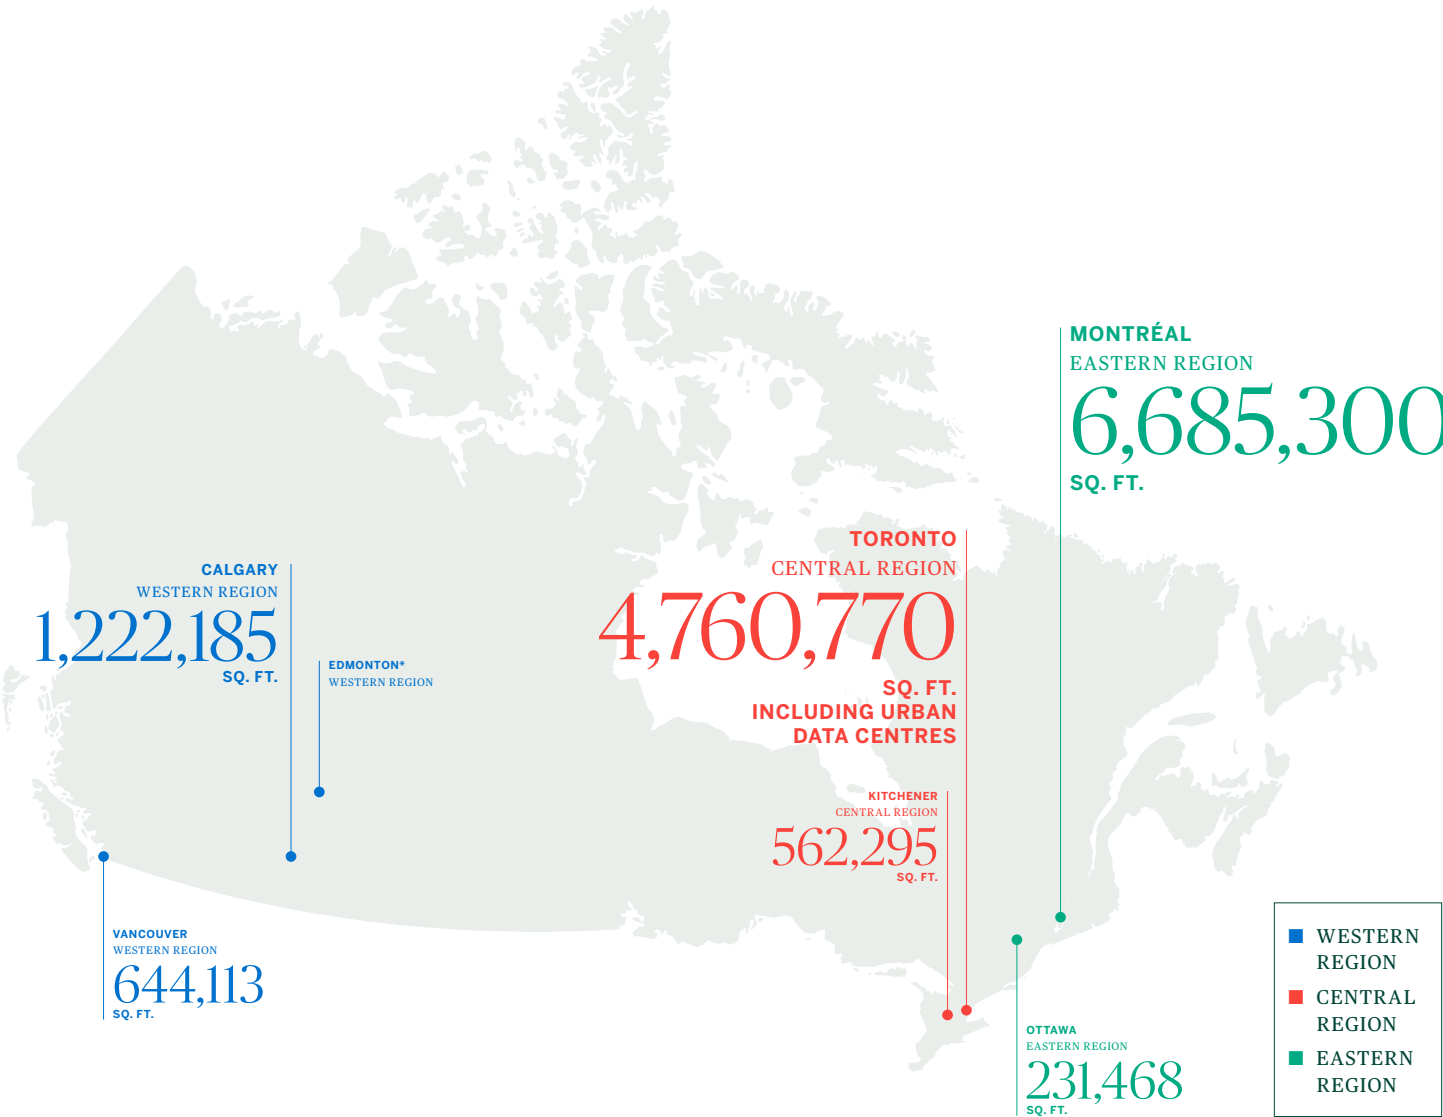 MONTRÉAL
EASTERN REGION
6,685,300
SQ. FT.
TORONTO
CENTRAL REGION
4,760,770
SQ. FT.
INCLUDING URBAN
DATA CENTRES
CALGARY
WESTERN REGION
1,222,185
SQ. FT.
EDMONTON*
WESTERN REGION
KITCHENER
CENTRAL REGION
562,295
SQ. FT.
VANCOUVER
WESTERN REGION
644,113
SQ. FT.
OTTAWA
EASTERN REGION
231,468
SQ. FT.
WESTERN
REGION
CENTRAL
REGION
EASTERN
REGION